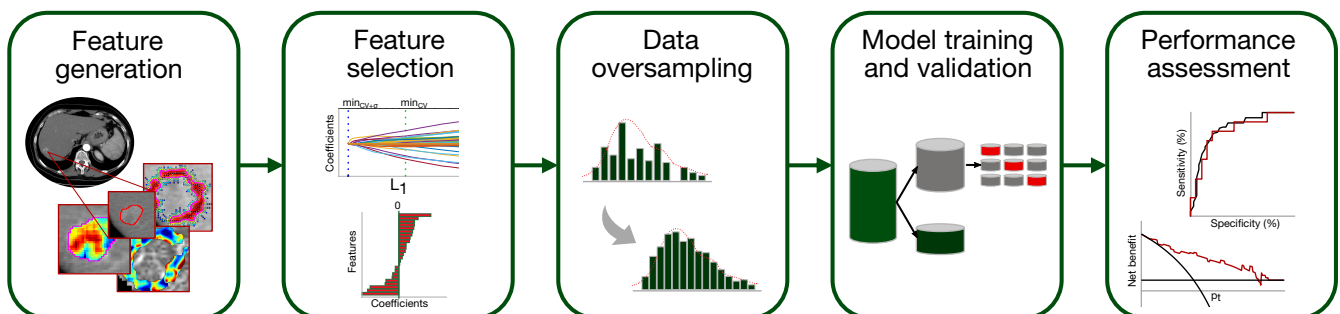 Feature
generation
Feature
selection
min_CV+σ
min_CV
Coefficients
L₁
0
Features
Coefficients
Data
oversampling
Model training
and validation
Performance
assessment
Sensitivity (%)
Specificity (%)
Net benefit
Pt